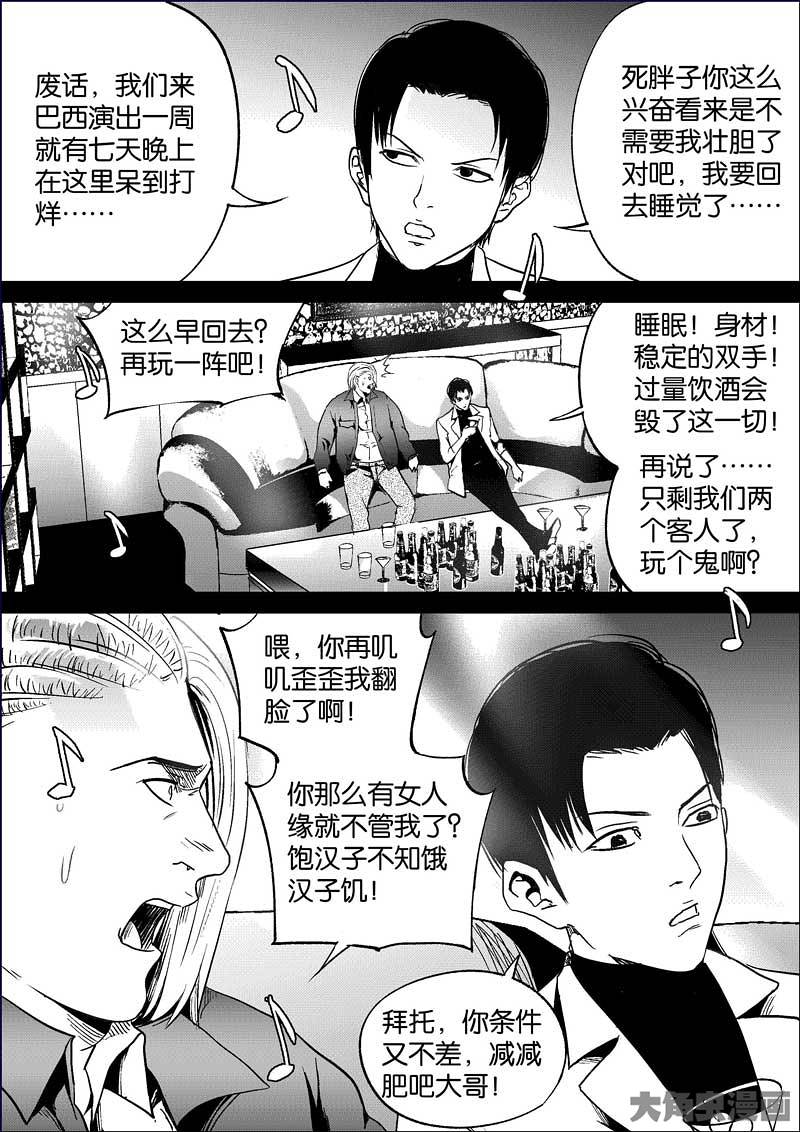 废话，我们来
巴西演出一周
就有七天晚上
在这里呆到打
烊……
死胖子你这么
兴奋看来是不
需要我壮胆了
对吧，我要回
去睡觉了……
这么早回去？
再玩一阵吧！
睡眠！身材！
稳定的双手！
过量饮酒会
毁了这一切！
再说了……
只剩我们两
个客人了，
玩个鬼啊？
喂，你再叽
叽歪歪我翻
脸了啊！
你那么有女人
缘就不管我了？
饱汉子不知饿
汉子饥！
拜托，你条件
又不差，减减
肥吧大哥！
大角虫漫画